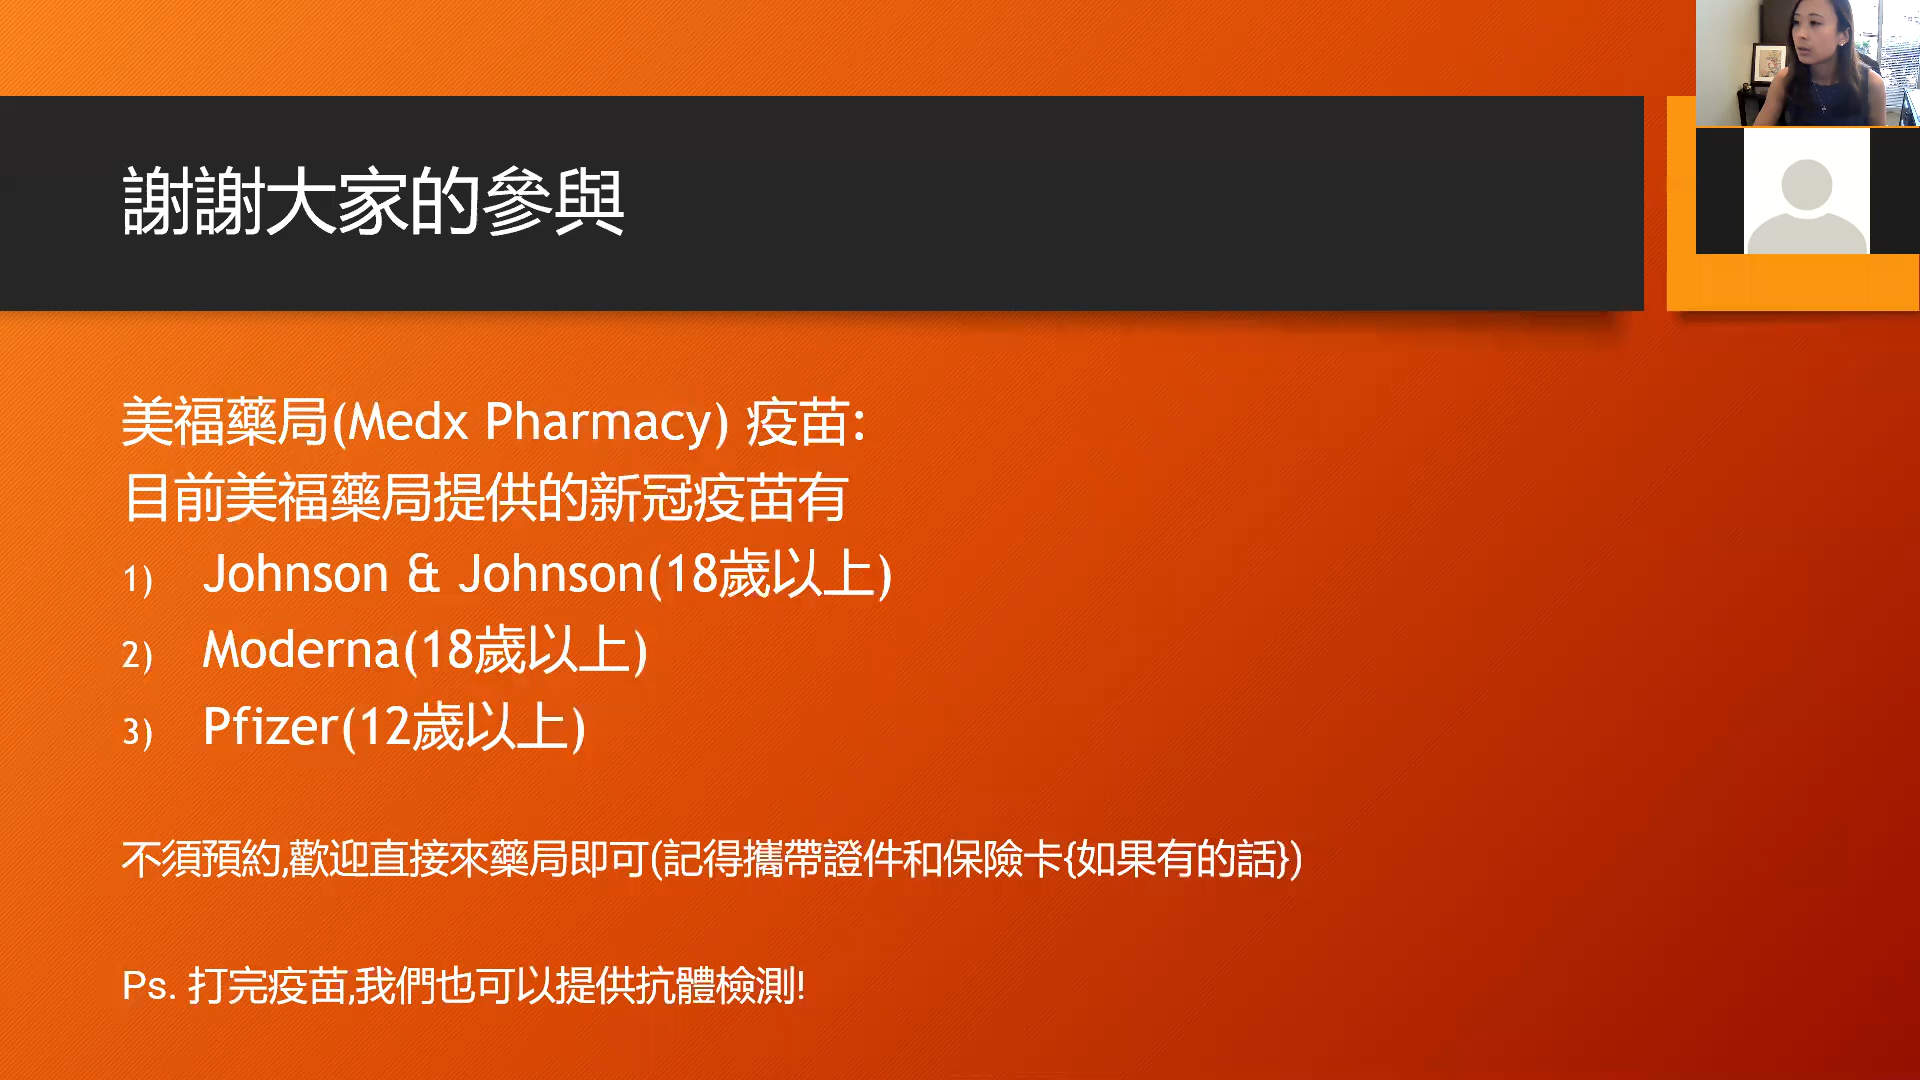 謝謝大家的參與
美福藥局(Medx Pharmacy) 疫苗:
目前美福藥局提供的新冠疫苗有
1) Johnson & Johnson(18歲以上)
2) Moderna(18歲以上)
3) Pfizer(12歲以上)
不須預約,歡迎直接來藥局即可(記得攜帶證件和保險卡{如果有的話})
Ps. 打完疫苗,我們也可以提供抗體檢測!